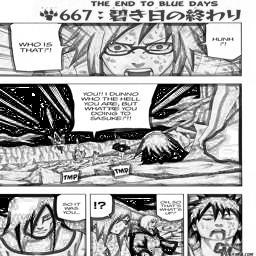 THE END TO BLUE DAYS
667:碧き日の終わり
WHO IS
THAT?!
HUNH
?!
YOU!! I DUNNO
WHO THE HELL
YOU ARE, BUT
WHAT'RE YOU
DOING TO
SASUKE?!!
TMP
TMP
SO IT
WAS
YOU...
!?
OH, SO
THAT'S
WHAT'S
UP?